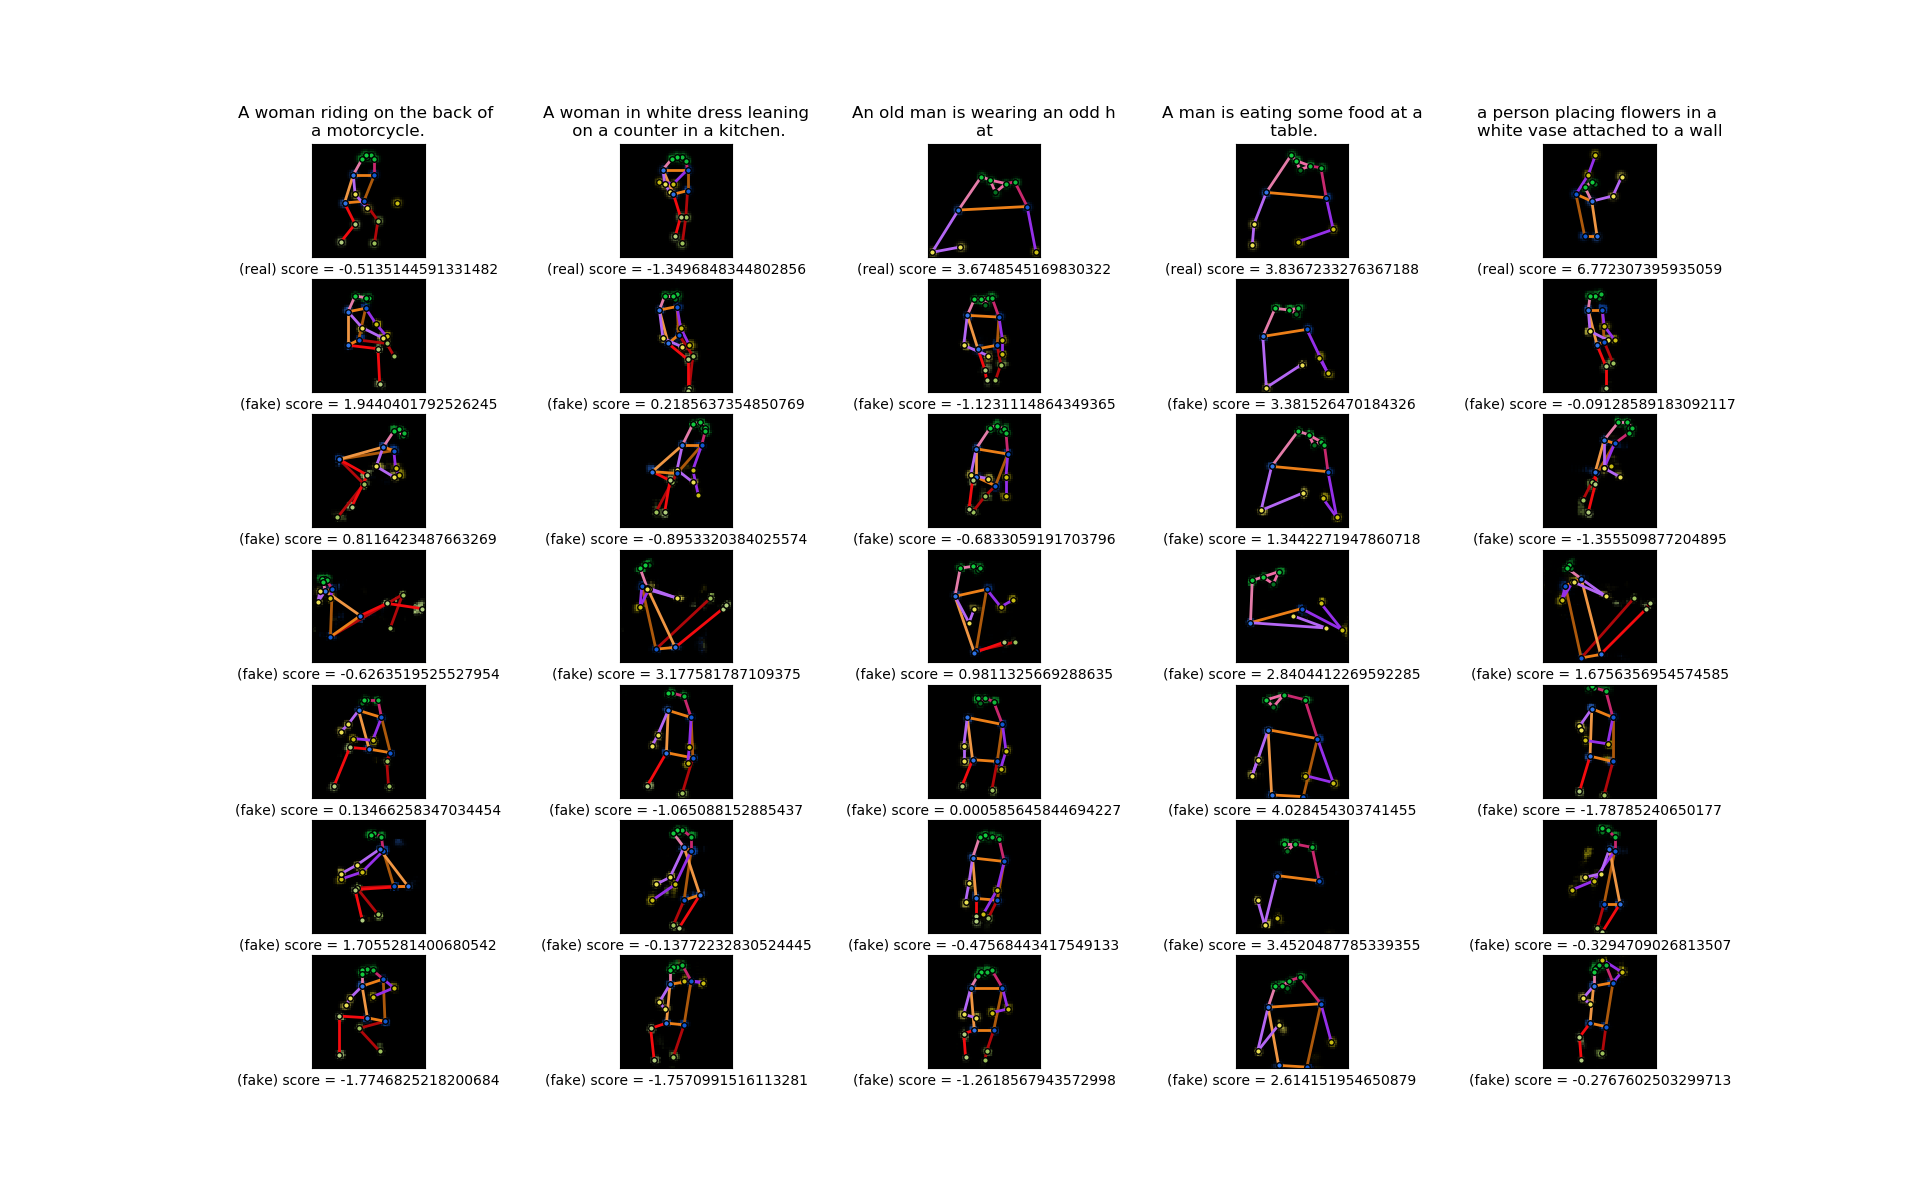 A woman riding on the back of
a motorcycle.
A woman in white dress leaning
on a counter in a kitchen.
An old man is wearing an odd h
at
A man is eating some food at a
table.
a person placing flowers in a
white vase attached to a wall
(real) score = -0.5135144591331482
(real) score = -1.3496848344802856
(real) score = 3.6748545169830322
(real) score = 3.8367233276367188
(real) score = 6.772307395935059
(fake) score = 1.9440401792526245
(fake) score = 0.2185637354850769
(fake) score = -1.1231114864349365
(fake) score = 3.381526470184326
(fake) score = -0.09128589183092117
(fake) score = 0.8116423487663269
(fake) score = -0.8953320384025574
(fake) score = -0.6833059191703796
(fake) score = 1.3442271947860718
(fake) score = -1.355509877204895
(fake) score = -0.6263519525527954
(fake) score = 3.177581787109375
(fake) score = 0.9811325669288635
(fake) score = 2.8404412269592285
(fake) score = 1.6756356954574585
(fake) score = 0.13466258347034454
(fake) score = -1.065088152885437
(fake) score = 0.000585645844694227
(fake) score = 4.028454303741455
(fake) score = -1.78785240650177
(fake) score = 1.7055281400680542
(fake) score = -0.13772232830524445
(fake) score = -0.47568443417549133
(fake) score = 3.4520487785339355
(fake) score = -0.3294709026813507
(fake) score = -1.7746825218200684
(fake) score = -1.7570991516113281
(fake) score = -1.2618567943572998
(fake) score = 2.614151954650879
(fake) score = -0.2767602503299713